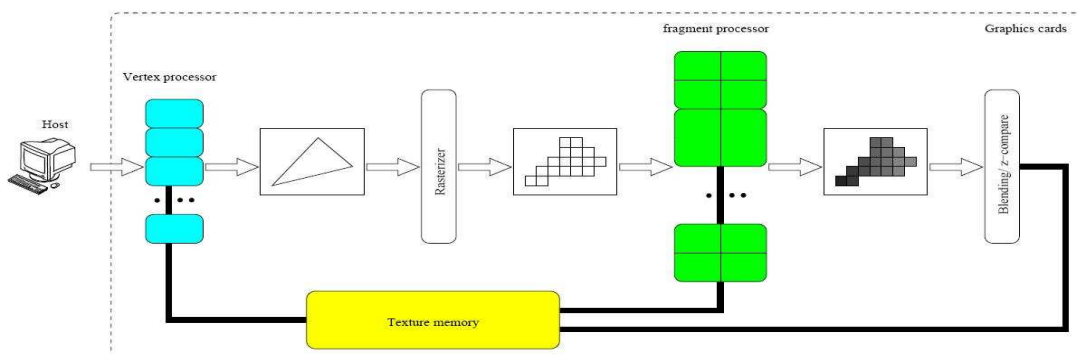 fragment processor
Graphics cards
Vertex processor
Host
Rasterizer
Blending/ z-compare
Texture memory